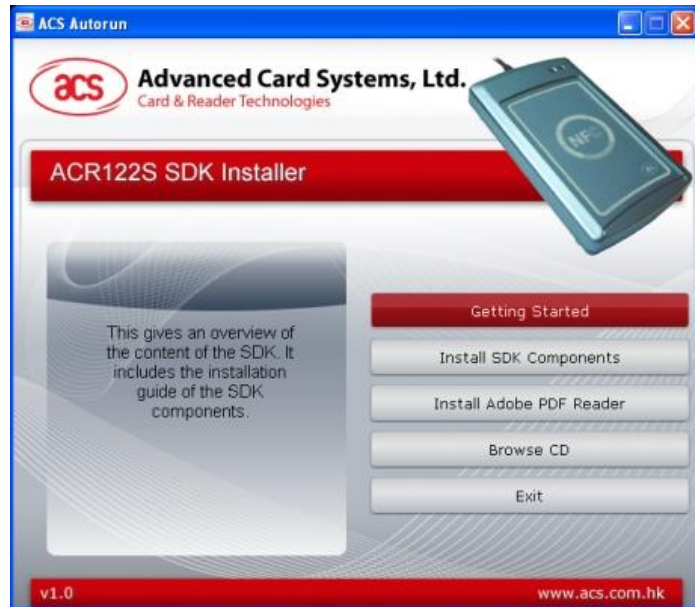 ACS Autorun
acs
Advanced Card Systems, Ltd.
Card & Reader Technologies
NFC
ACR122S SDK Installer
This gives an overview of
the content of the SDK. It
includes the installation
guide of the SDK
components.
Getting Started
Install SDK Components
Install Adobe PDF Reader
Browse CD
Exit
v1.0
www.acs.com.hk